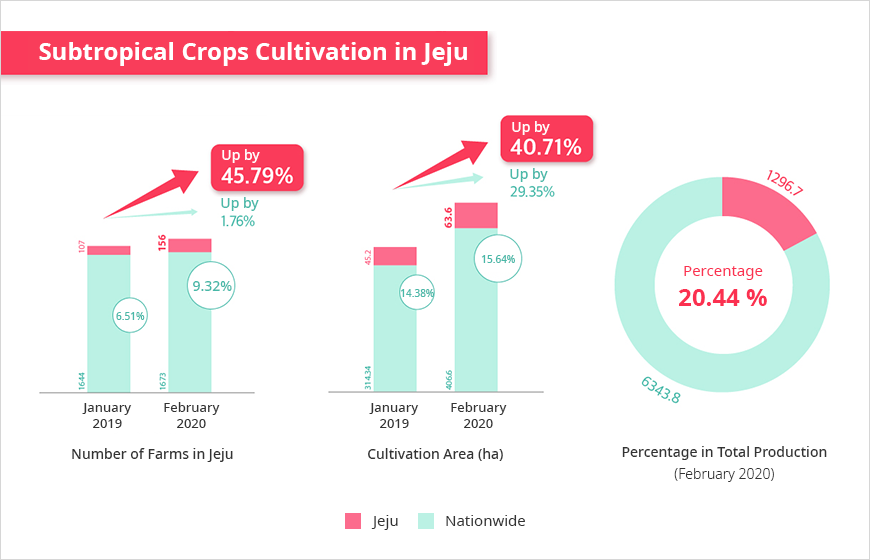 Subtropical Crops Cultivation in Jeju
Up by
45.79%
Up by
1.76%
107
156
6.51%
9.32%
1644
1673
January
2019
February
2020
Number of Farms in Jeju
Up by
40.71%
Up by
29.35%
45.2
63.6
14.38%
15.64%
314.34
406.6
January
2019
February
2020
Cultivation Area (ha)
1296.7
Percentage
20.44 %
6343.8
Percentage in Total Production
(February 2020)
Jeju
Nationwide